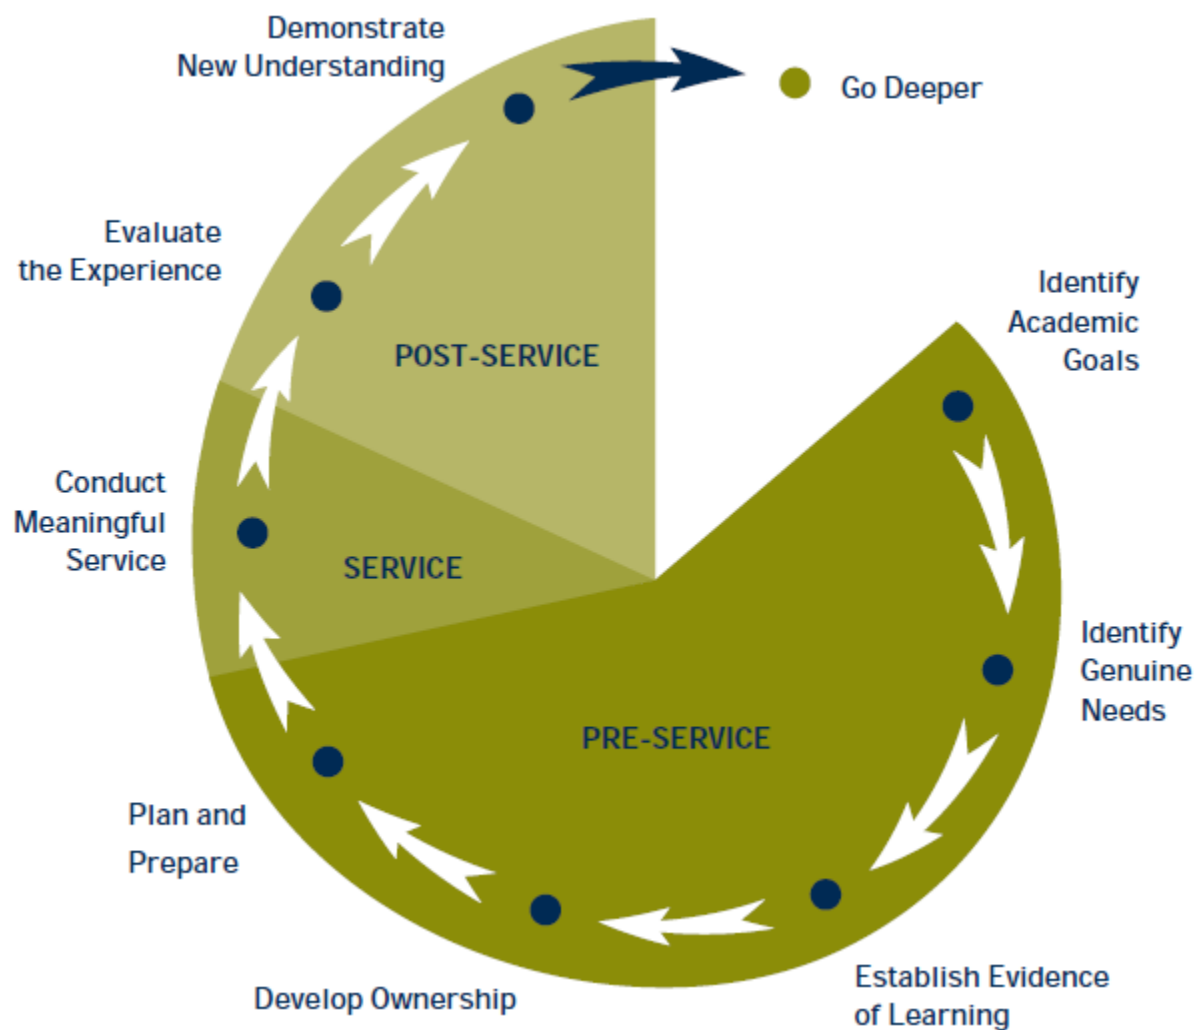 Demonstrate
New Understanding
Go Deeper
Evaluate
the Experience
Identify
Academic
Goals
POST-SERVICE
Conduct
Meaningful
Service
SERVICE
Identify
Genuine
Needs
PRE-SERVICE
Plan and
Prepare
Establish Evidence
of Learning
Develop Ownership